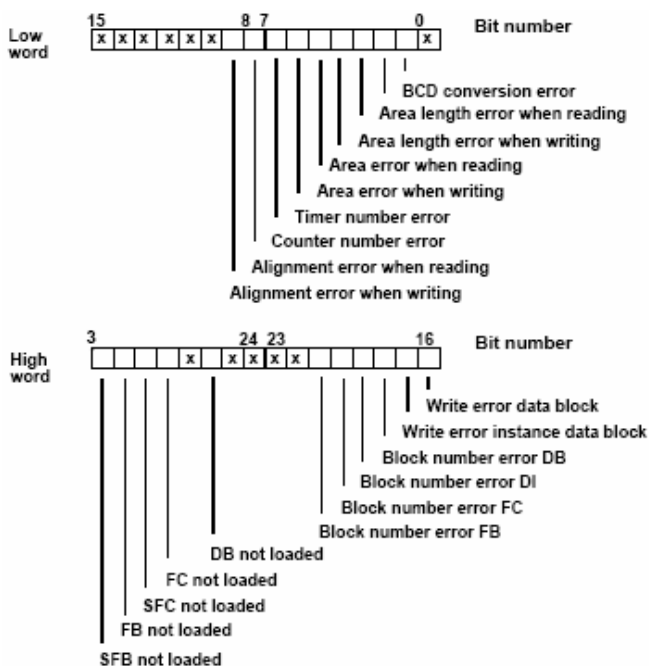 15 8 7 0 Bit number
Low word
x x x x x x x
BCD conversion error
Area length error when reading
Area length error when writing
Area error when reading
Area error when writing
Timer number error
Counter number error
Alignment error when reading
Alignment error when writing
3 24 23 16 Bit number
High word
x x x x x
Write error data block
Write error instance data block
Block number error DB
Block number error DI
Block number error FC
Block number error FB
DB not loaded
FC not loaded
SFC not loaded
FB not loaded
SFB not loaded